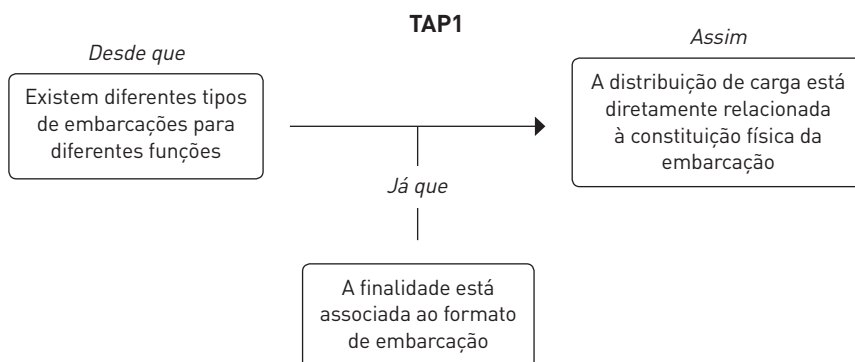 TAP1
Desde que
Existem diferentes tipos
de embarcações para
diferentes funções
Já que
A finalidade está
associada ao formato
de embarcação
Assim
A distribuição de carga está
diretamente relacionada
à constituição física da
embarcação